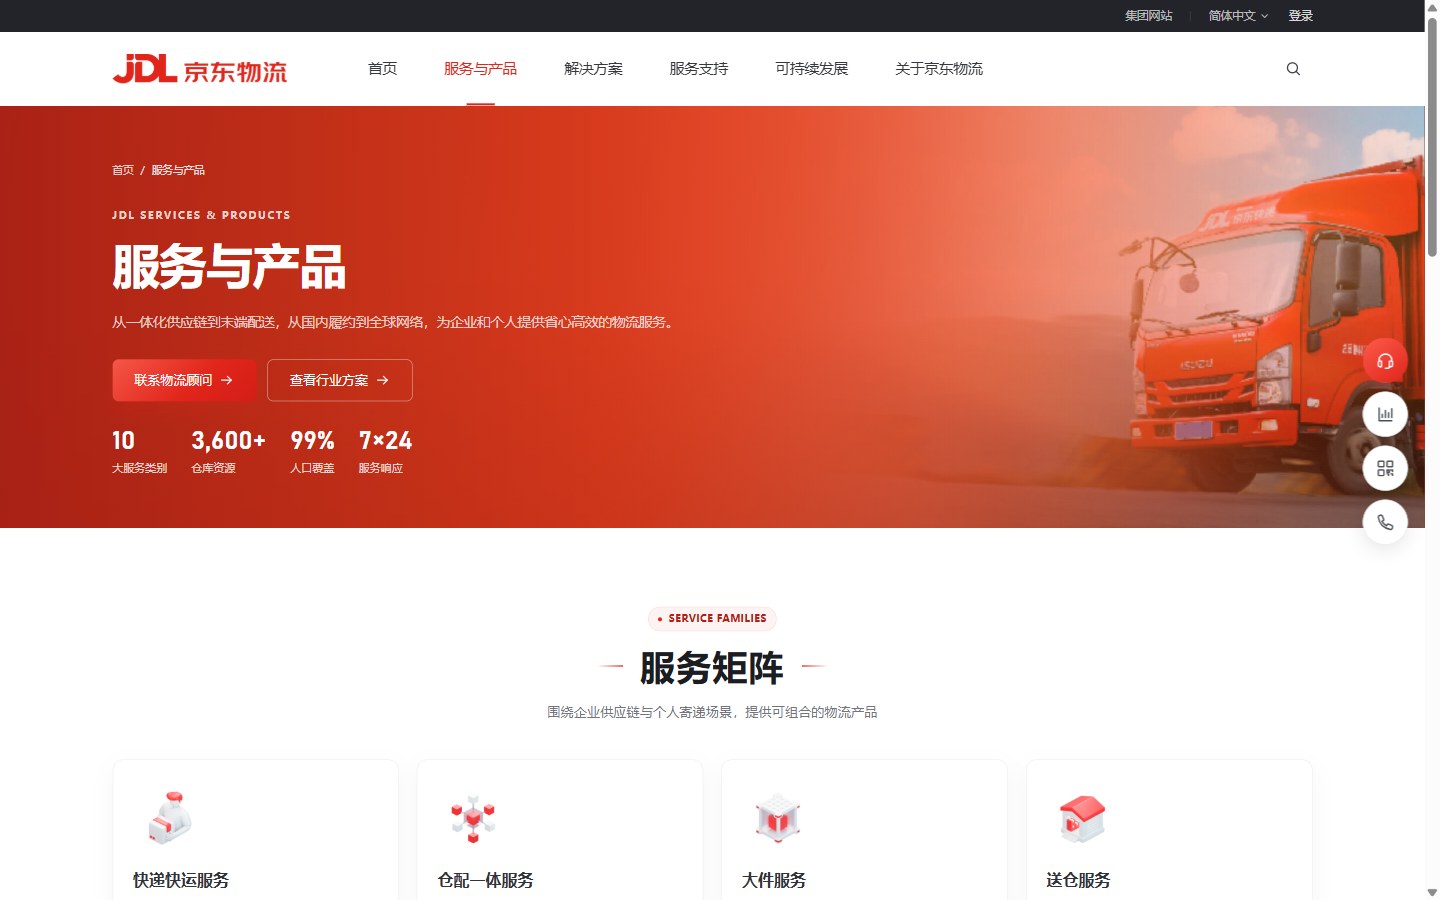 集团网站
简体中文
登录
JDL 京东物流
首页
服务与产品
解决方案
服务支持
可持续发展
关于京东物流
首页 / 服务与产品
JDL SERVICES & PRODUCTS
服务与产品
从一体化供应链到末端配送，从国内履约到全球网络，为企业和个人提供省心高效的物流服务。
联系物流顾问 →
查看行业方案 →
10
大服务类别
3,600+
仓库资源
99%
人口覆盖
7×24
服务响应
JDL 京东物流
ISUZU
SERVICE FAMILIES
服务矩阵
围绕企业供应链与个人寄递场景，提供可组合的物流产品
快递快运服务
仓配一体服务
大件服务
送仓服务